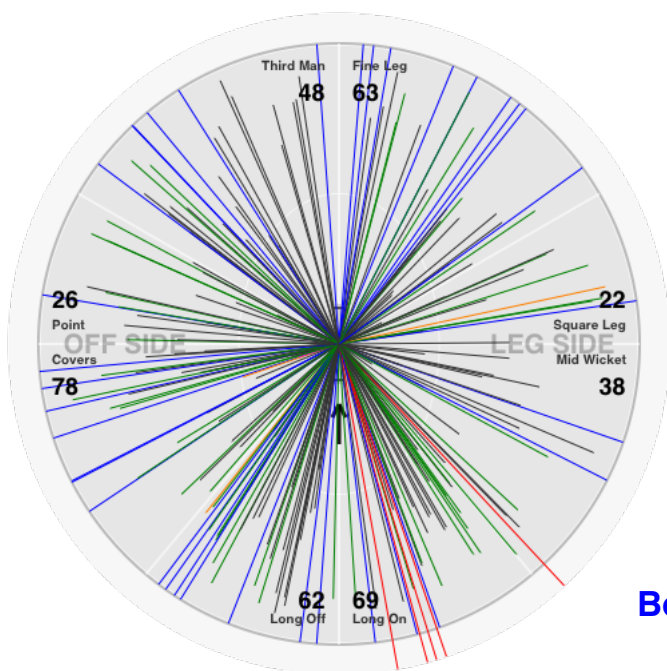 Third Man
Fine Leg
48
63
26
22
Point
Square Leg
OFF SIDE
LEG SIDE
Covers
Mid Wicket
78
38
62
69
Long Off
Long On